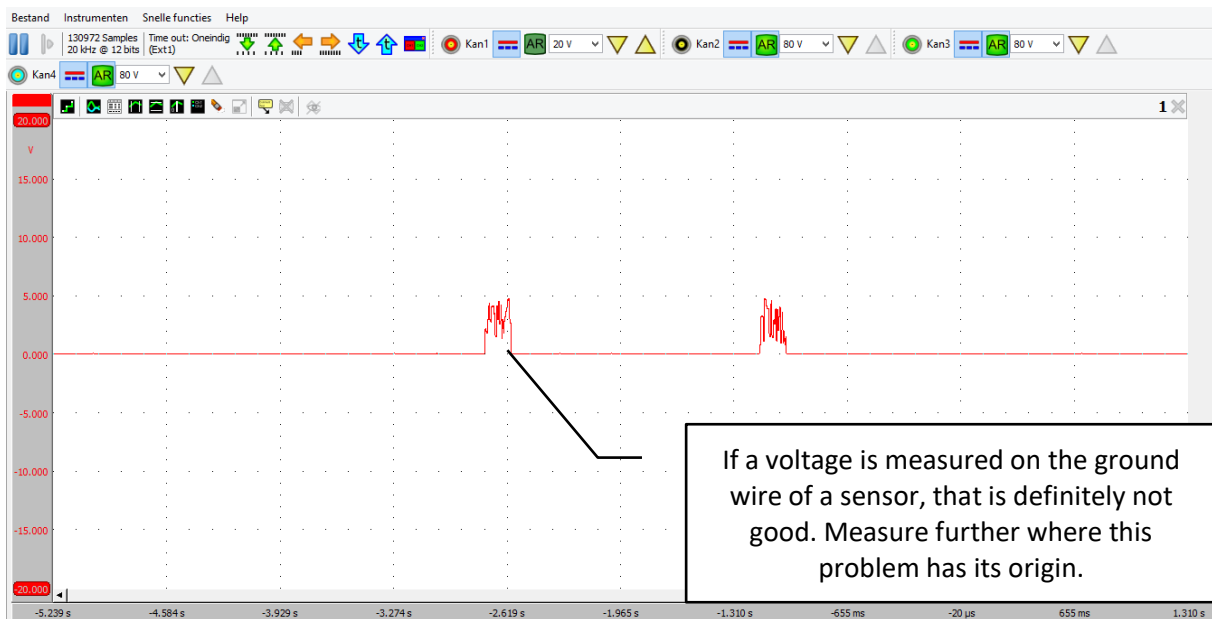 Bestand Instrumenten Snelle functies Help
130972 Samples Time out: Oneindig Kan1 AR 20 V Kan2 AR 80 V Kan3 AR 80 V
20 kHz @ 12 bits (Ext1)
Kan4 AR 80 V
1
20.000
V
15.000
10.000
5.000
0.000
-5.000
-10.000
-15.000
-20.000
If a voltage is measured on the ground
wire of a sensor, that is definitely not
good. Measure further where this
problem has its origin.
-5.239 s -4.584 s -3.929 s -3.274 s -2.619 s -1.965 s -1.310 s -655 ms -20 µs 655 ms 1.310 s